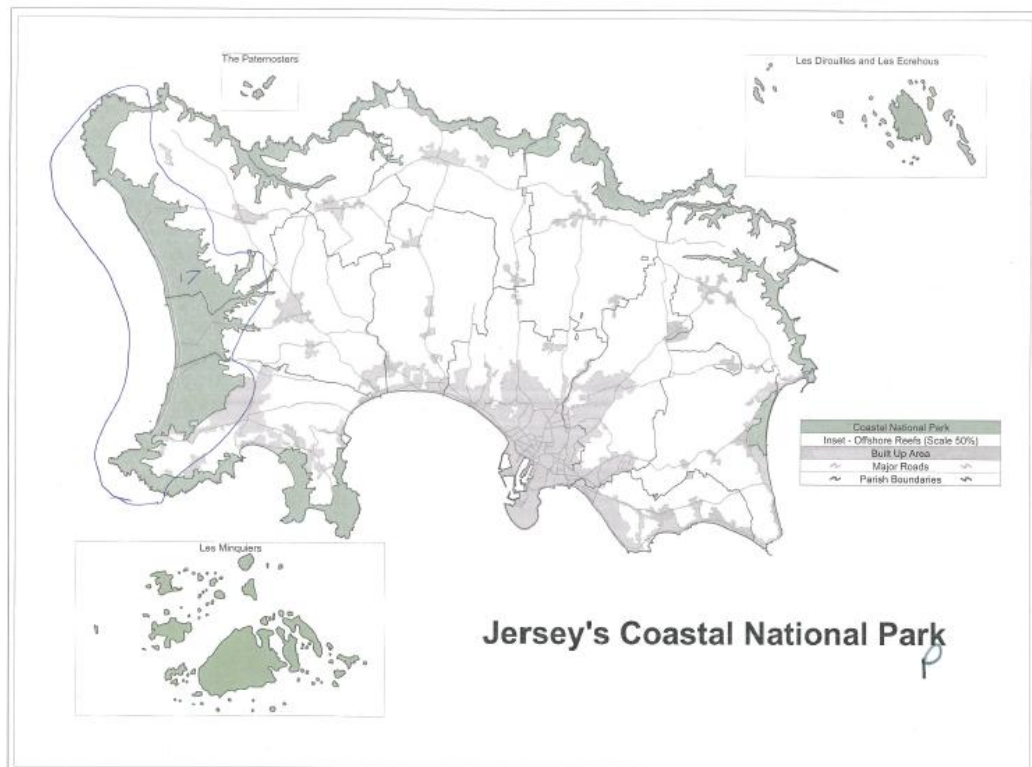 The Paternosters
Les Dirouilles and Les Ecrehous
17
Coastal National Park
Inset - Offshore Reefs (Scale 50%)
Built Up Area
Major Roads
Parish Boundaries
Les Minquiers
Jersey's Coastal National Park
P